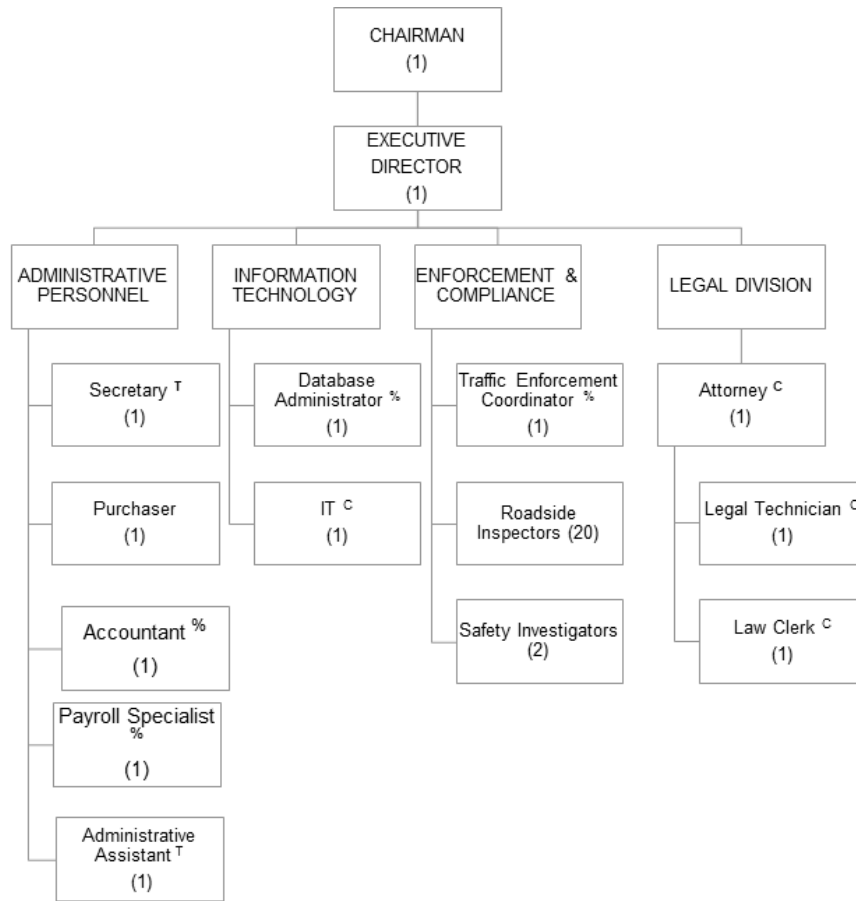 CHAIRMAN
(1)
EXECUTIVE
DIRECTOR
(1)
ADMINISTRATIVE
PERSONNEL
INFORMATION
TECHNOLOGY
ENFORCEMENT &
COMPLIANCE
LEGAL DIVISION
Secretary T
(1)
Purchaser
(1)
Accountant %
(1)
Payroll Specialist
%
(1)
Administrative
Assistant T
(1)
Database
Administrator %
(1)
IT C
(1)
Traffic Enforcement
Coordinator %
(1)
Roadside
Inspectors (20)
Safety Investigators
(2)
Attorney C
(1)
Legal Technician C
(1)
Law Clerk C
(1)